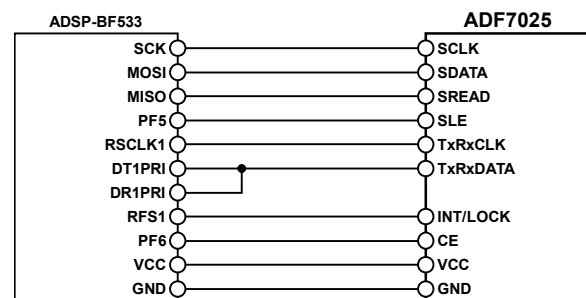 ADSP-BF533 ADF7025
SCK SCLK
MOSI SDATA
MISO SREAD
PF5 SLE
RSCLK1 TxRxCLK
DT1PRI TxRxDATA
DR1PRI
RFS1 INT/LOCK
PF6 CE
VCC VCC
GND GND